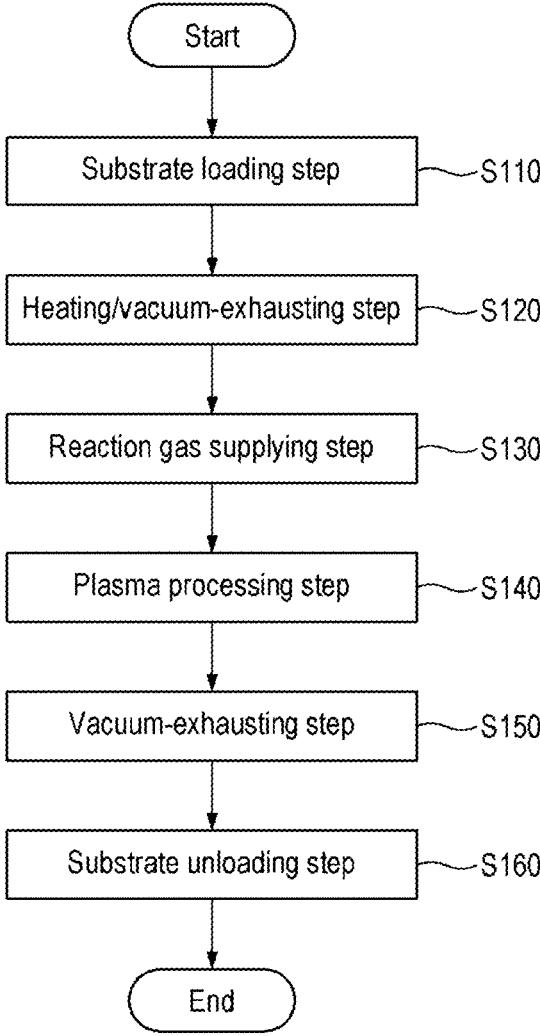 Start
Substrate loading step S110
Heating/vacuum-exhausting step S120
Reaction gas supplying step S130
Plasma processing step S140
Vacuum-exhausting step S150
Substrate unloading step S160
End